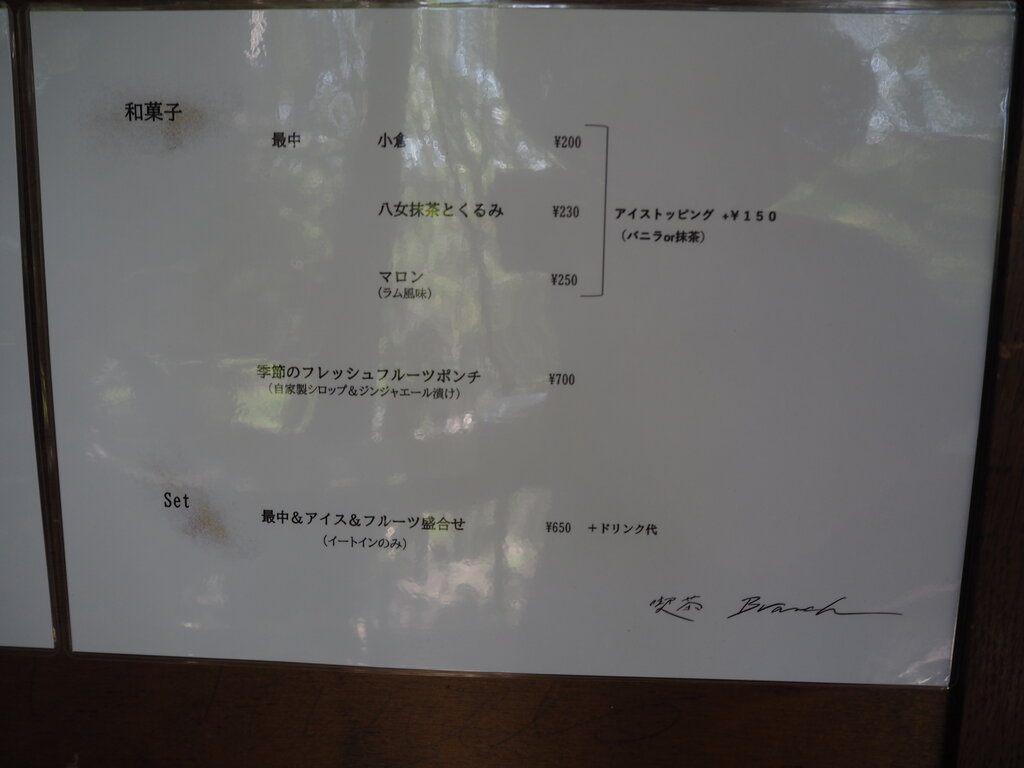 和菓子
最中 小倉 ¥200
八女抹茶とくるみ ¥230
アイストッピング +¥150
(バニラor抹茶)
マロン ¥250
(ラム風味)
季節のフレッシュフルーツポンチ ¥700
(自家製シロップ&ジンジャエール漬け)
Set
最中&アイス&フルーツ盛合せ ¥650 +ドリンク代
(イートインのみ)
喫茶 Branch